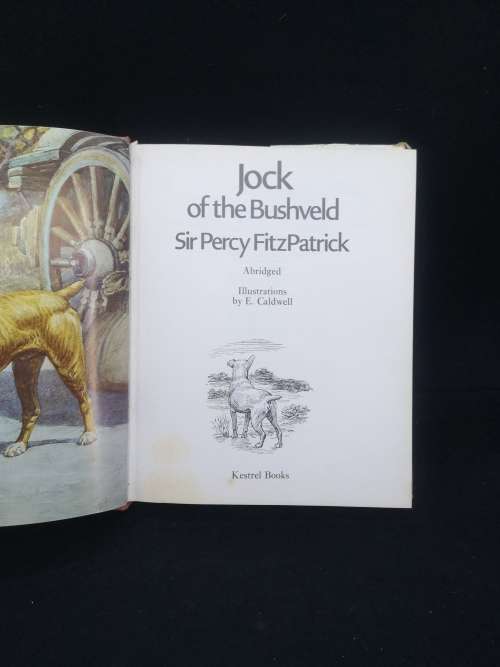 Jock
of the Bushveld
Sir Percy FitzPatrick
Abridged
Illustrations
by E. Caldwell
Kestrel Books